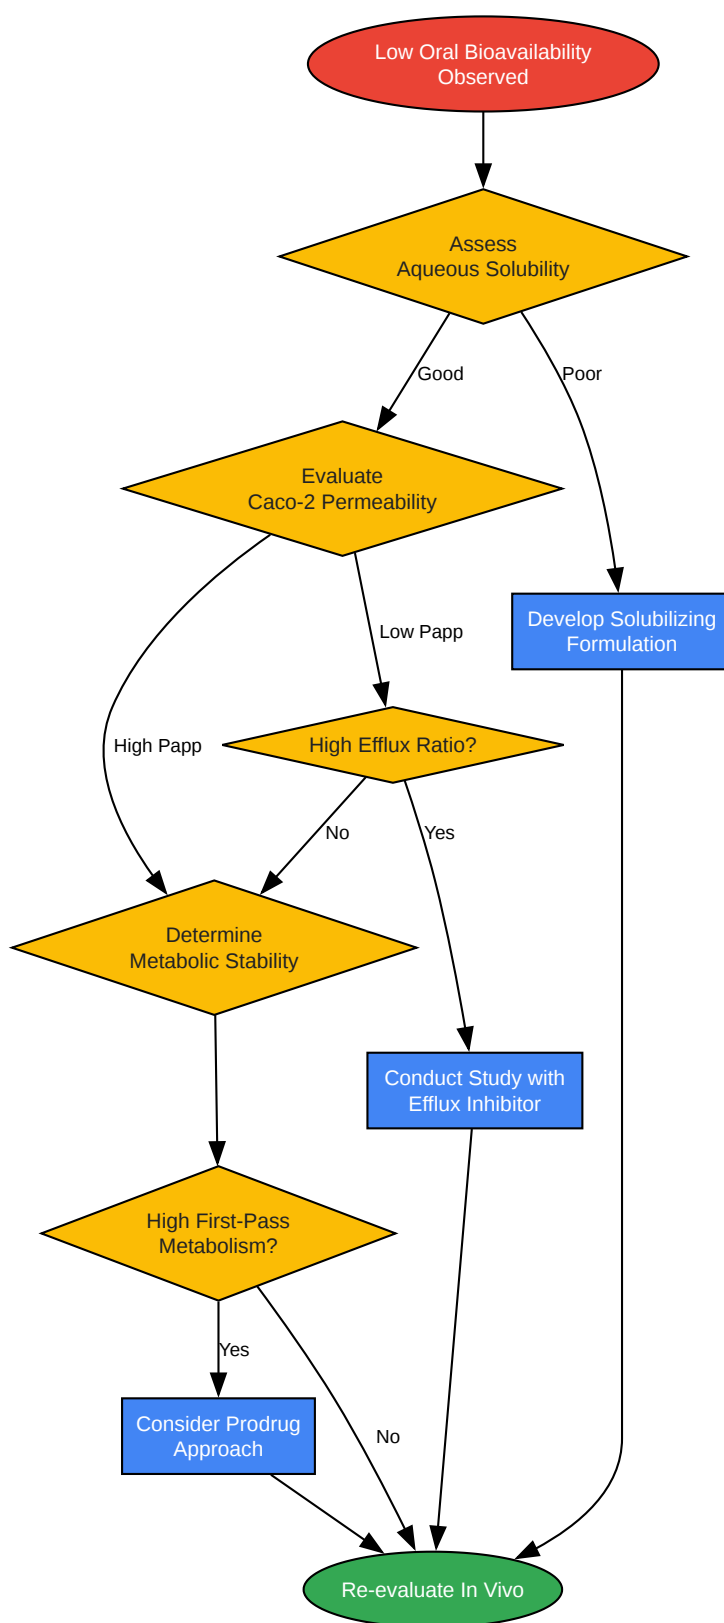 Low Oral Bioavailability
Observed
Assess
Aqueous Solubility
Good
Poor
Evaluate
Caco-2 Permeability
Develop Solubilizing
Formulation
Low Papp
High Papp
High Efflux Ratio?
No
Yes
Determine
Metabolic Stability
Conduct Study with
Efflux Inhibitor
High First-Pass
Metabolism?
Yes
No
Consider Prodrug
Approach
Re-evaluate In Vivo